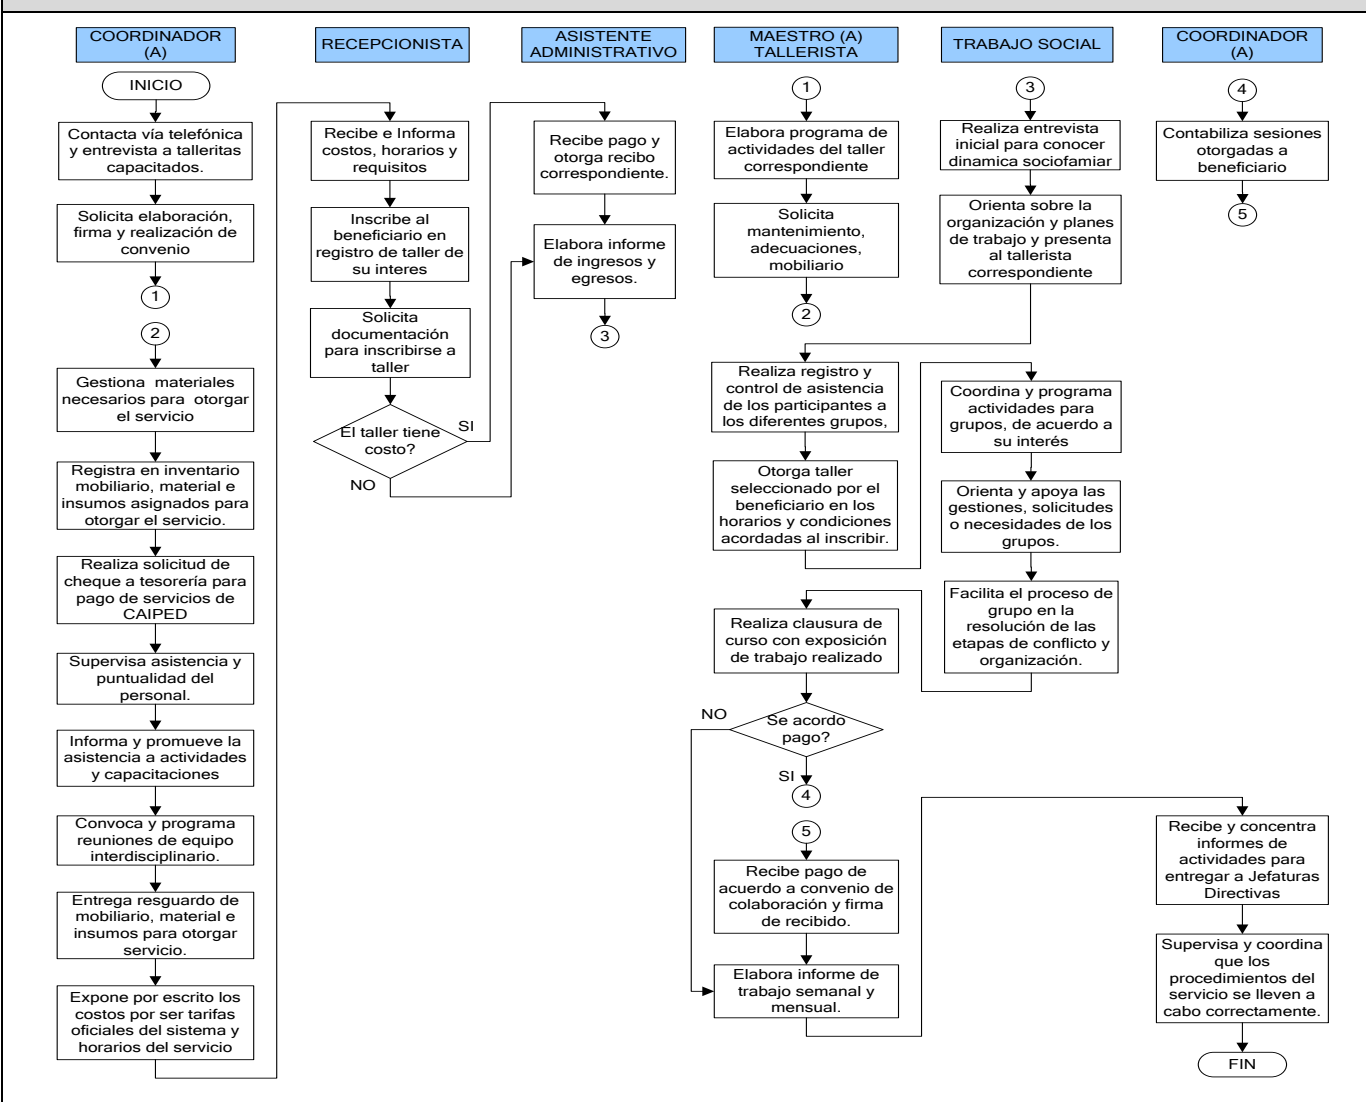 COORDINADOR
(A)
INICIO
Contacta vía telefónica
y entrevista a talleritas
capacitados.
Solicita elaboración,
firma y realización de
convenio
1
2
Gestiona materiales
necesarios para otorgar
el servicio
Registra en inventario
mobiliario, material e
insumos asignados para
otorgar el servicio.
Realiza solicitud de
cheque a tesorería para
pago de servicios de
CAIPED
Supervisa asistencia y
puntualidad del
personal.
Informa y promueve la
asistencia a actividades
y capacitaciones
Convoca y programa
reuniones de equipo
interdisciplinario.
Entrega resguardo de
mobiliario, material e
insumos para otorgar
servicio.
Expone por escrito los
costos por ser tarifas
oficiales del sistema y
horarios del servicio
RECEPCIONISTA
Recibe e Informa
costos, horarios y
requisitos
Inscribe al
beneficiario en
registro de taller de
su interes
Solicita
documentación
para inscribirse a
taller
El taller tiene
costo?
SI
NO
ASISTENTE
ADMINISTRATIVO
Recibe pago y
otorga recibo
correspondiente.
Elabora informe
de ingresos y
egresos.
3
MAESTRO (A)
TALLERISTA
1
Elabora programa de
actividades del taller
correspondiente
Solicita
mantenimiento,
adecuaciones,
mobiliario
2
Realiza registro y
control de asistencia
de los participantes a
los diferentes grupos,
Otorga taller
seleccionado por el
beneficiario en los
horarios y condiciones
acordadas al inscribir.
Realiza clausura de
curso con exposición
de trabajo realizado
Se acordo
pago?
NO
SI
4
5
Recibe pago de
acuerdo a convenio de
colaboración y firma
de recibido.
Elabora informe de
trabajo semanal y
mensual.
TRABAJO SOCIAL
3
Realiza entrevista
inicial para conocer
dinamica sociofamiar
Orienta sobre la
organización y planes
de trabajo y presenta
al tallerista
correspondiente
Coordina y programa
actividades para
grupos, de acuerdo a
su interés
Orienta y apoya las
gestiones, solicitudes
o necesidades de los
grupos.
Facilita el proceso de
grupo en la
resolución de las
etapas de conflicto y
organización.
COORDINADOR
(A)
4
Contabiliza sesiones
otorgadas a
beneficiario
5
Recibe y concentra
informes de
actividades para
entregar a Jefaturas
Directivas
Supervisa y coordina
que los
procedimientos del
servicio se lleven a
cabo correctamente.
FIN